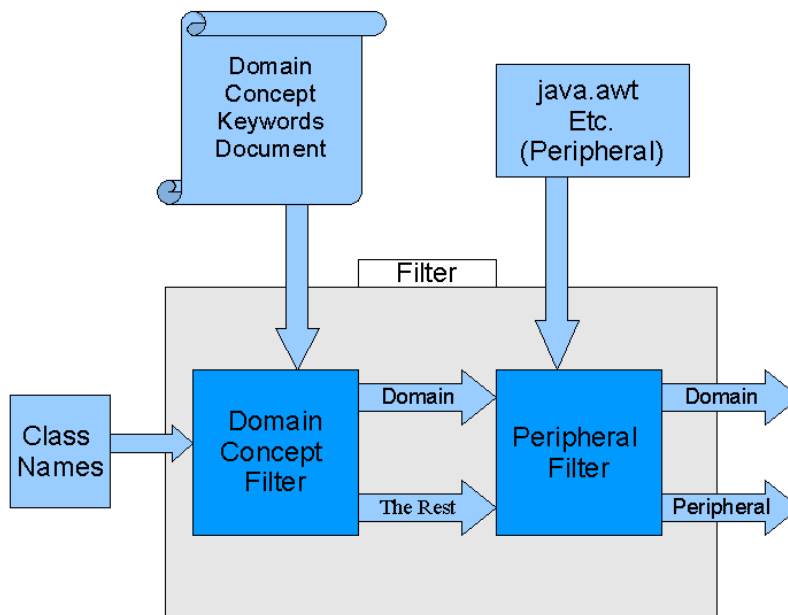 Domain
Concept
Keywords
Document
java.awt
Etc.
(Peripheral)
Filter
Class
Names
Domain
Concept
Filter
Domain
The Rest
Peripheral
Filter
Domain
Peripheral